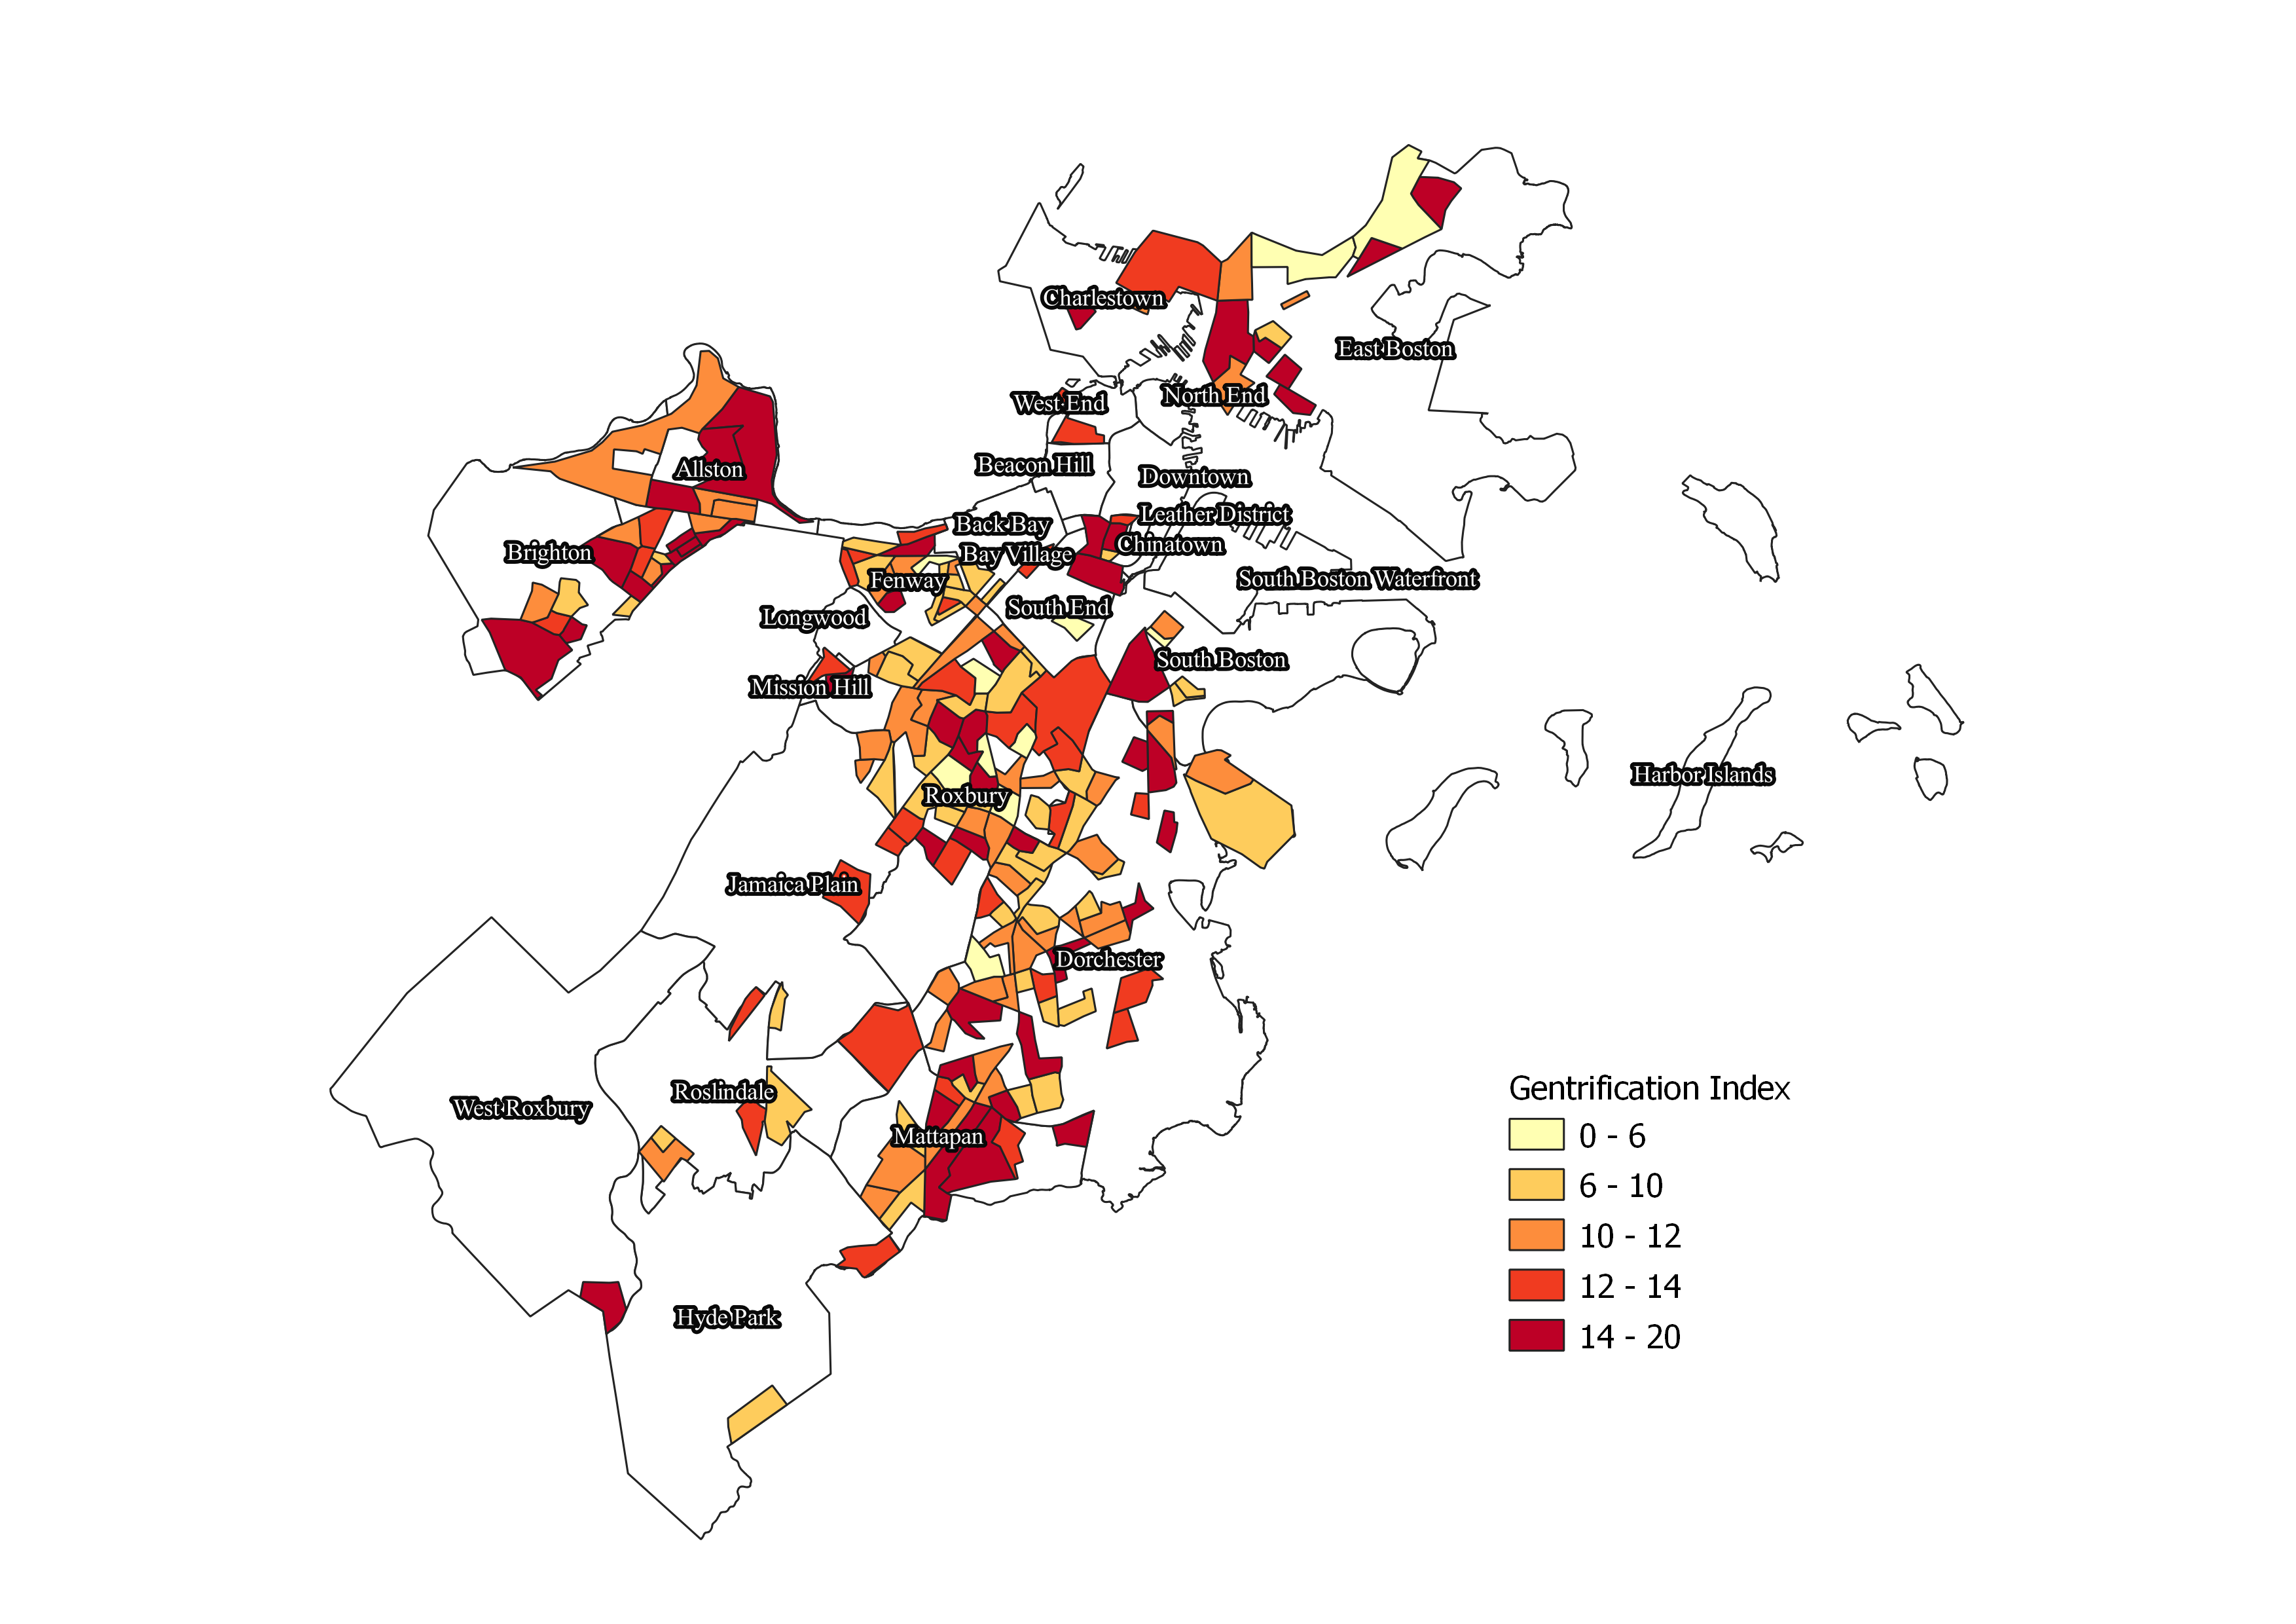 Charlestown
East Boston
West End
North End
Beacon Hill
Allston
Downtown
Leather District
Back Bay
Chinatown
Brighton
Bay Village
Fenway
South Boston Waterfront
South End
Longwood
South Boston
Mission Hill
Harbor Islands
Roxbury
Jamaica Plain
Dorchester
Gentrification Index
Roslindale
West Roxbury
0 - 6
Mattapan
6 - 10
10 - 12
12 - 14
Hyde Park
14 - 20